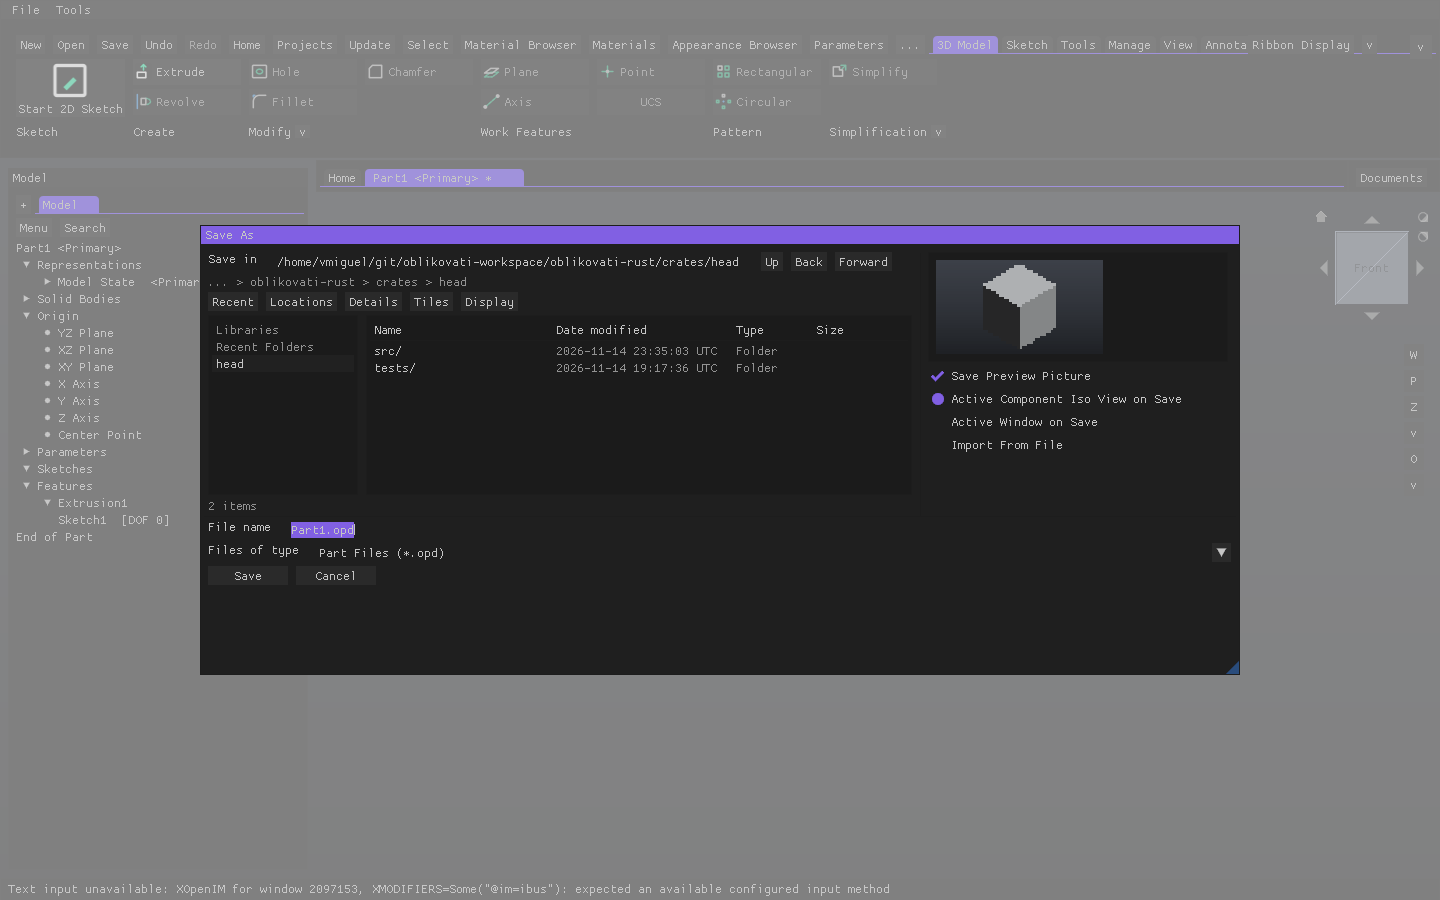 File Tools
New Open Save Undo Redo Home Projects Update Select Material Browser Materials Appearance Browser Parameters ... 3D Model Sketch Tools Manage View Annota Ribbon Display v v
Start 2D Sketch
Extrude Hole Chamfer Plane Point Rectangular Simplify
Revolve Fillet Axis UCS Circular
Sketch Create Modify v Work Features Pattern Simplification v
Model
Home Part1 <Primary> * Documents
+ Model
Menu Search
Part1 <Primary>
Representations
Model State <Primar
Solid Bodies
Origin
YZ Plane
XZ Plane
XY Plane
X Axis
Y Axis
Z Axis
Center Point
Parameters
Sketches
Features
Extrusion1
Sketch1 [DOF 0]
End of Part
Save As
Save in /home/vmiguel/git/oblikovati-workspace/oblikovati-rust/crates/head Up Back Forward
... > oblikovati-rust > crates > head
Recent Locations Details Tiles Display
Libraries
Recent Folders
head
Name Date modified Type Size
src/ 2026-11-14 23:35:03 UTC Folder
tests/ 2026-11-14 19:17:36 UTC Folder
Save Preview Picture
Active Component Iso View on Save
Active Window on Save
Import From File
2 items
File name Part1.opd
Files of type Part Files (*.opd)
Save Cancel
Front
W
P
Z
v
O
v
Text input unavailable: XOpenIM for window 2097153, XMODIFIERS=Some("@im=ibus"): expected an available configured input method